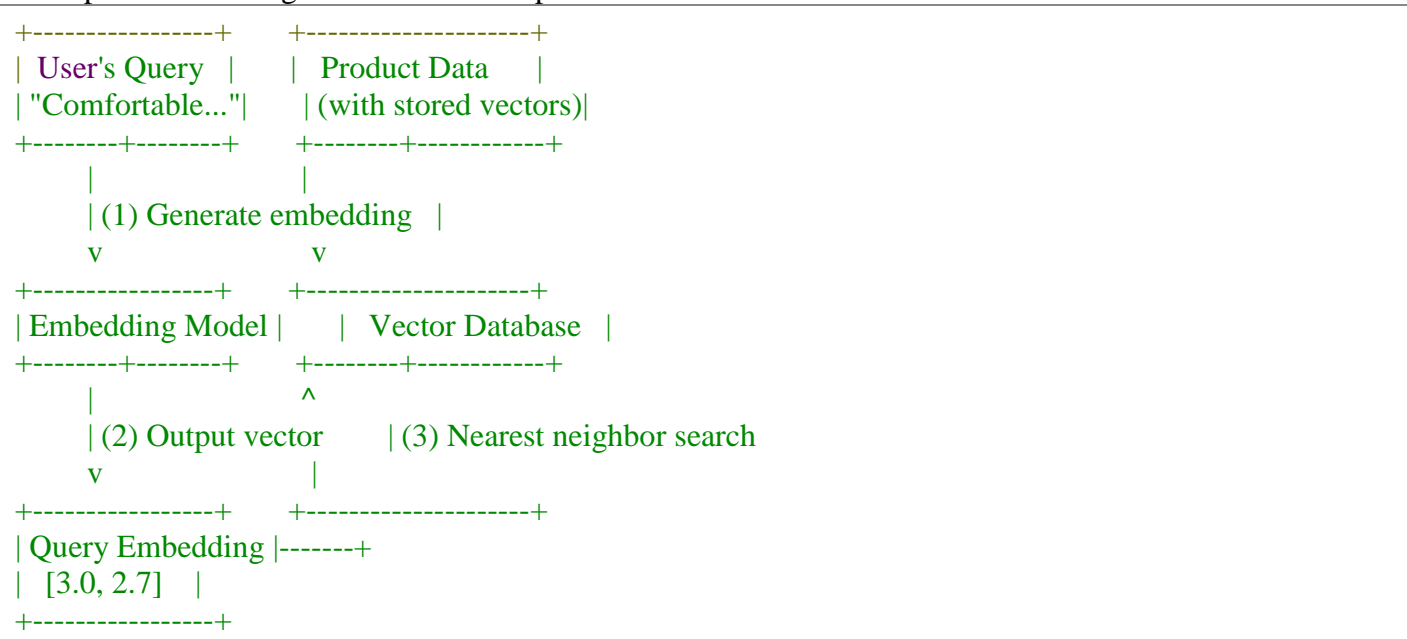 +-----------------+ +---------------------+
| User's Query | | Product Data |
| "Comfortable..."| | (with stored vectors)|
+--------+--------+ +--------+------------+
| |
| (1) Generate embedding |
v v
+-----------------+ +---------------------+
| Embedding Model | | Vector Database |
+--------+--------+ +--------+------------+
| ^
| (2) Output vector | (3) Nearest neighbor search
v |
+-----------------+ +---------------------+
| Query Embedding |-------+
| [3.0, 2.7] |
+-----------------+